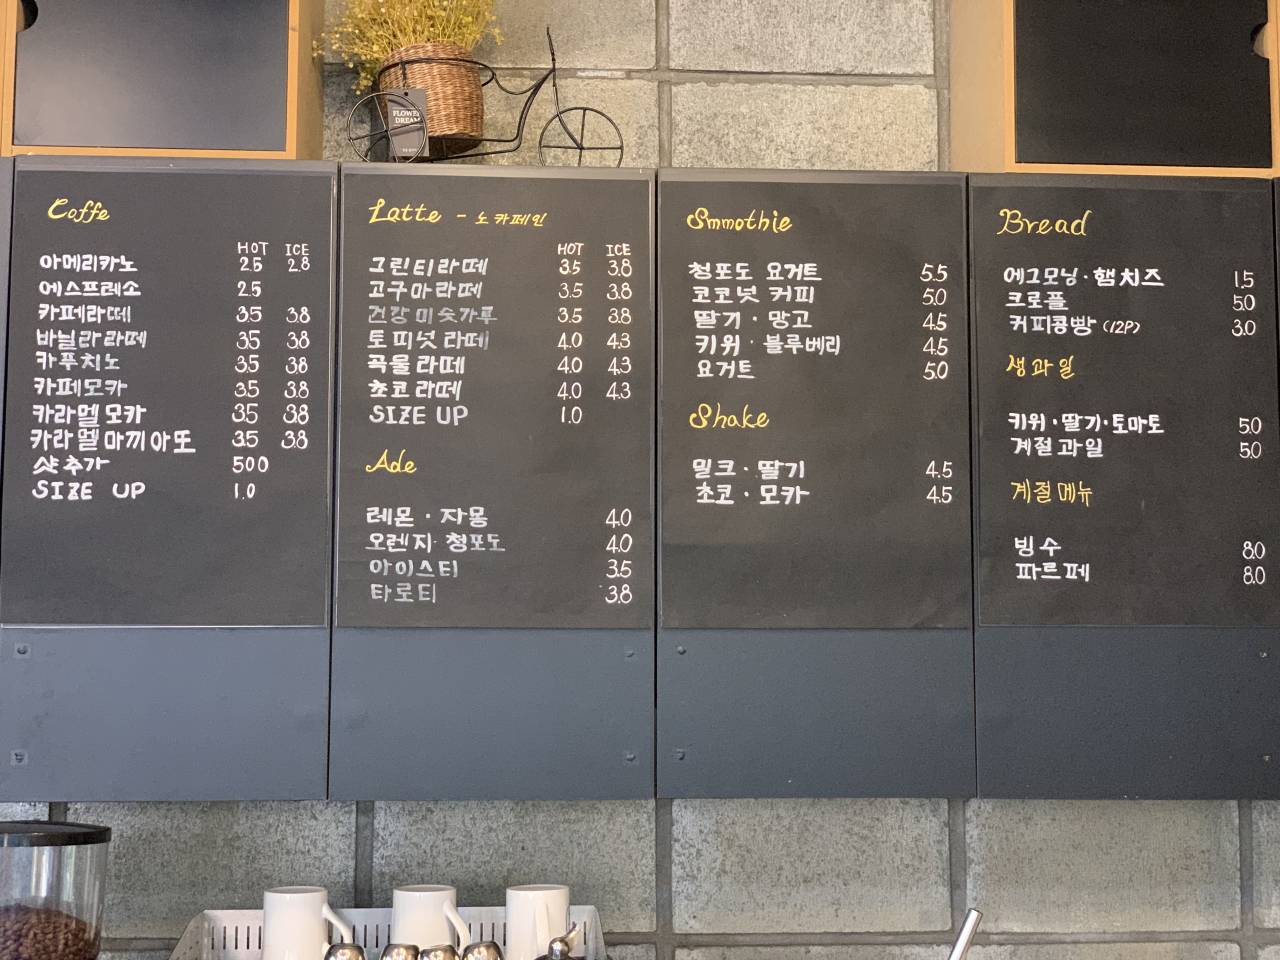 FLOWER
DREAM
Coffe
HOT ICE
아메리카노 2.5 2.8
에스프레소 2.5
카페라떼 3.5 3.8
바닐라라떼 3.5 3.8
카푸치노 3.5 3.8
카페모카 3.5 3.8
카라멜모카 3.5 3.8
카라멜마끼아또 3.5 3.8
샷추가 500
SIZE UP 1.0
Latte - 노카페인
HOT ICE
그린티라떼 3.5 3.8
고구마라떼 3.5 3.8
건강미숫가루 3.5 3.8
토피넛라떼 4.0 4.3
곡물라떼 4.0 4.3
쵸코라떼 4.0 4.3
SIZE UP 1.0
Ade
레몬·자몽 4.0
오렌지·청포도 4.0
아이스티 3.5
타로티 3.8
Smmothie
청포도 요거트 5.5
코코넛 커피 5.0
딸기·망고 4.5
키위·블루베리 4.5
요거트 5.0
Shake
밀크·딸기 4.5
초코·모카 4.5
Bread
에그모닝·햄치즈 1.5
크로플 5.0
커피콩빵 (12P) 3.0
생과일
키위·딸기·토마토 5.0
계절과일 5.0
계절메뉴
빙수 8.0
파르페 8.0